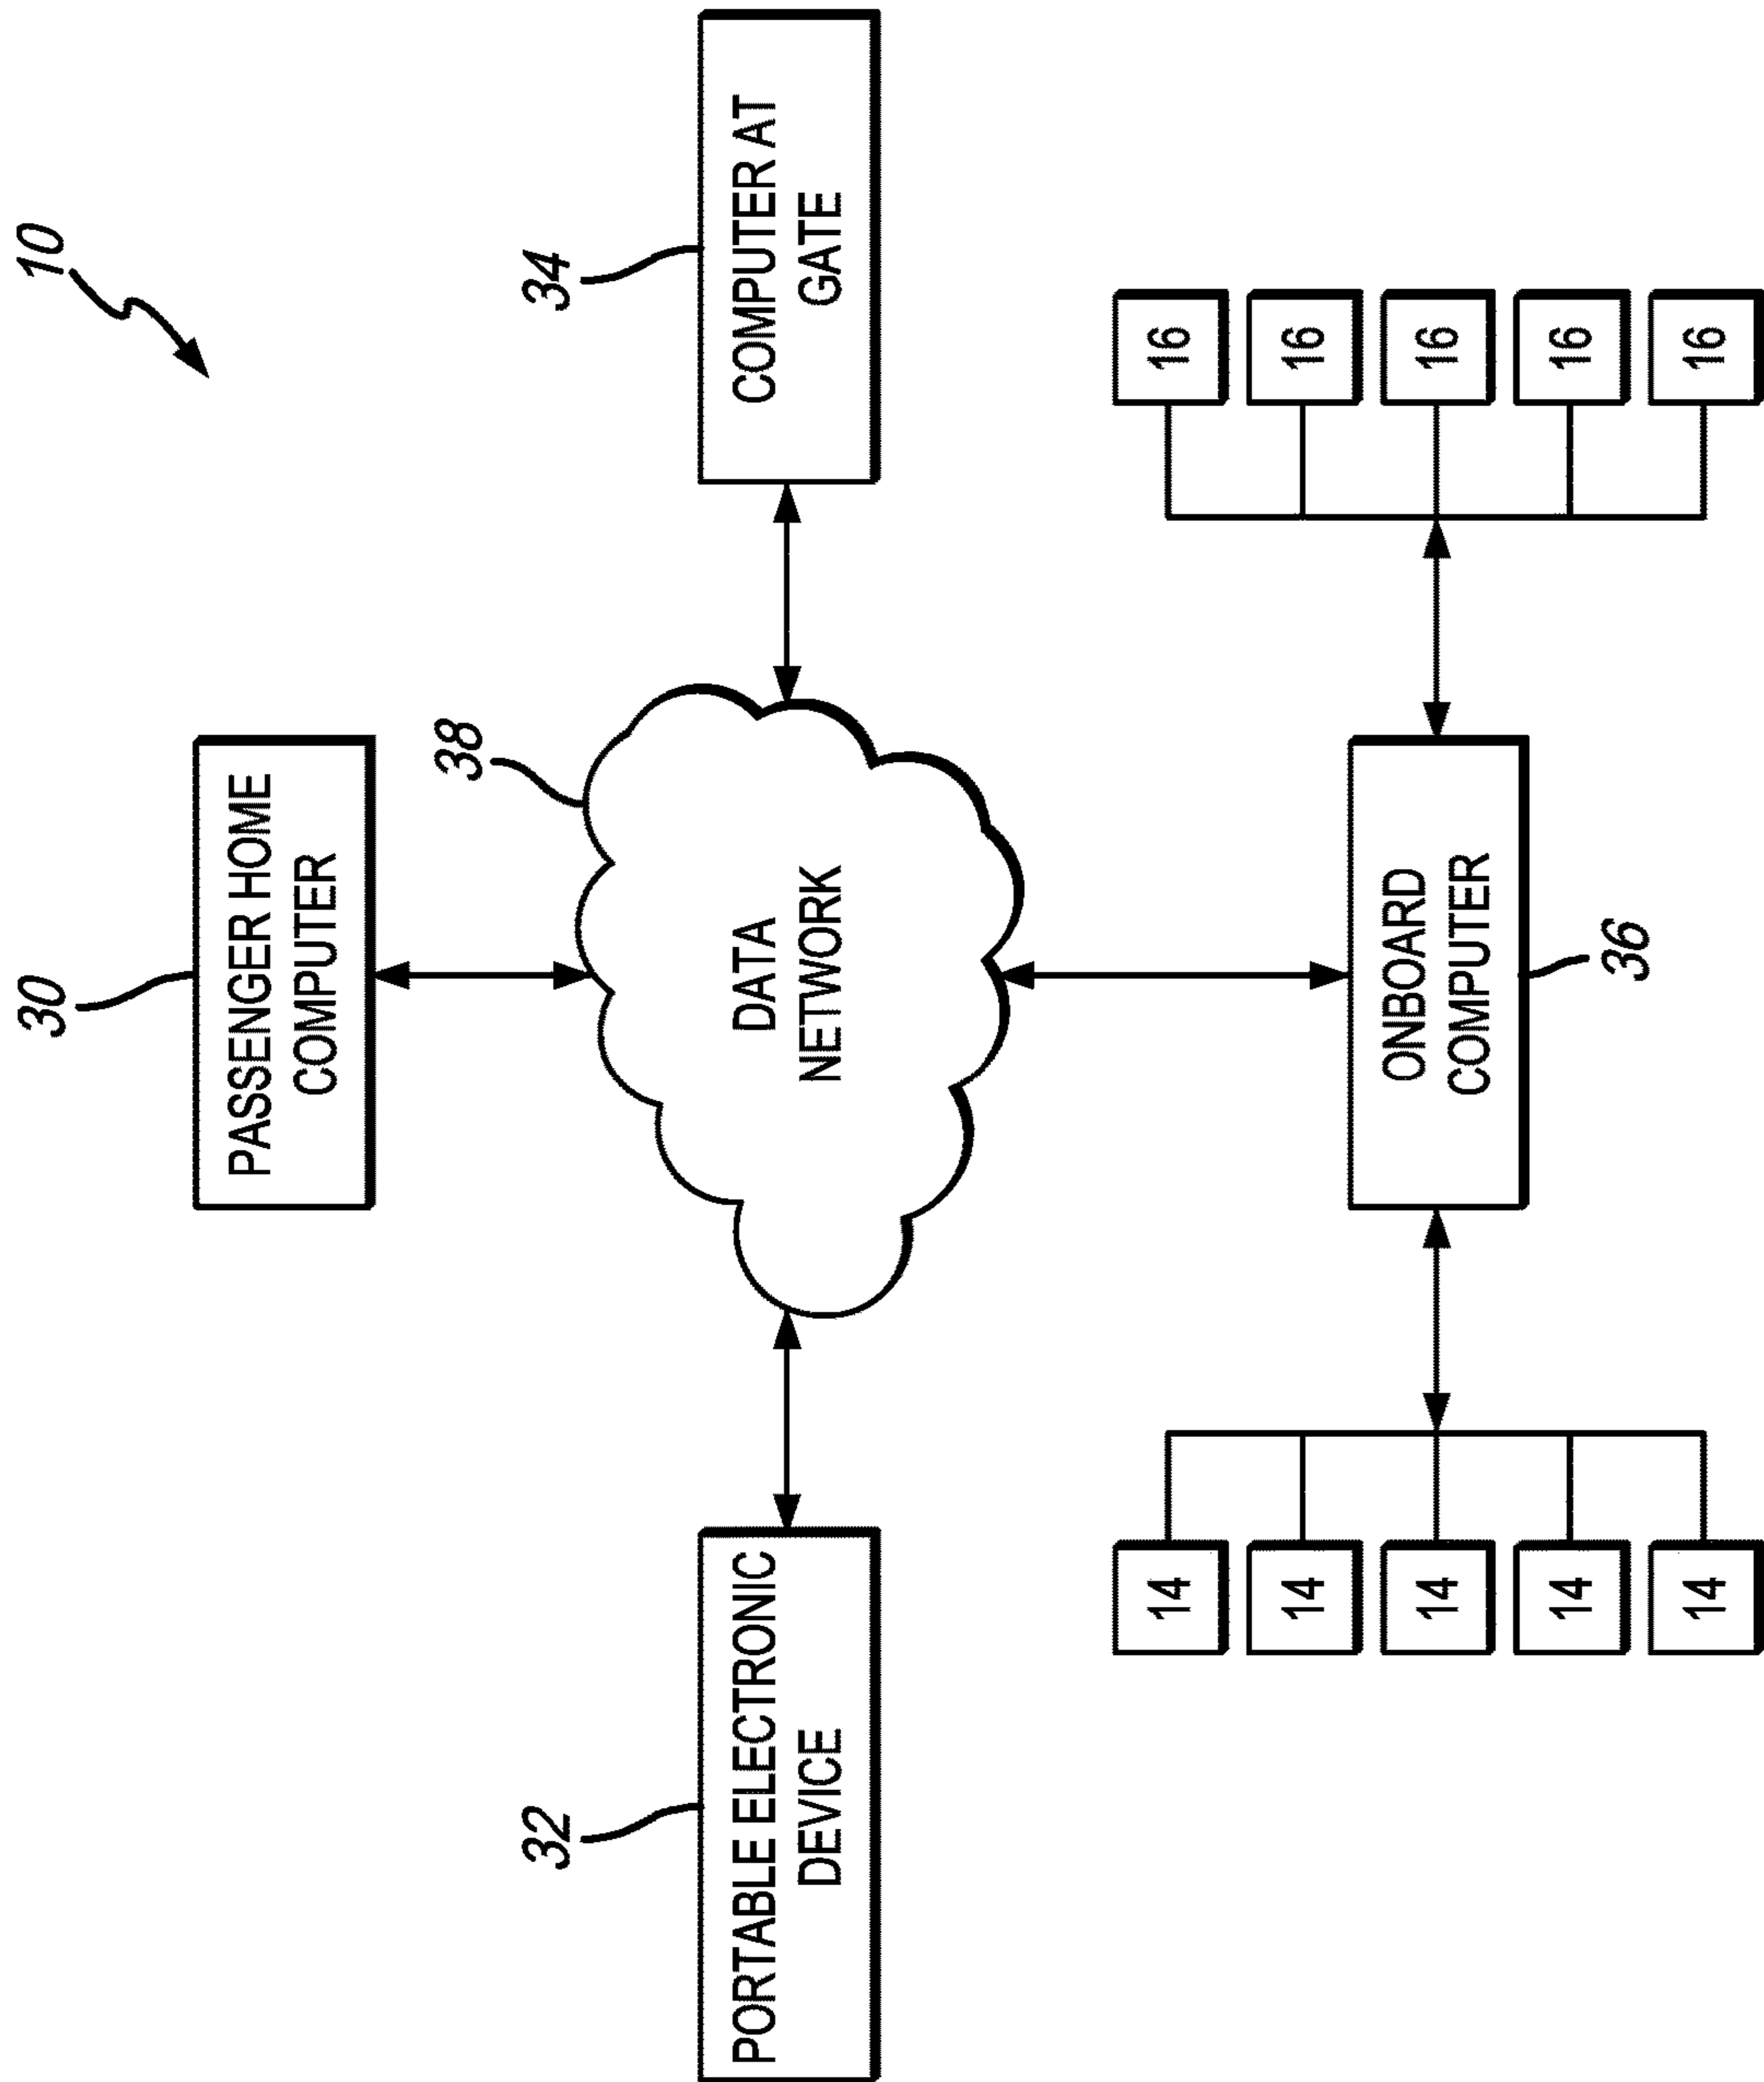 10
30
PASSENGER HOME
COMPUTER
38
32
PORTABLE ELECTRONIC
DEVICE
DATA
NETWORK
34
COMPUTER AT
GATE
14
14
14
14
14
ONBOARD
COMPUTER
36
16
16
16
16
16